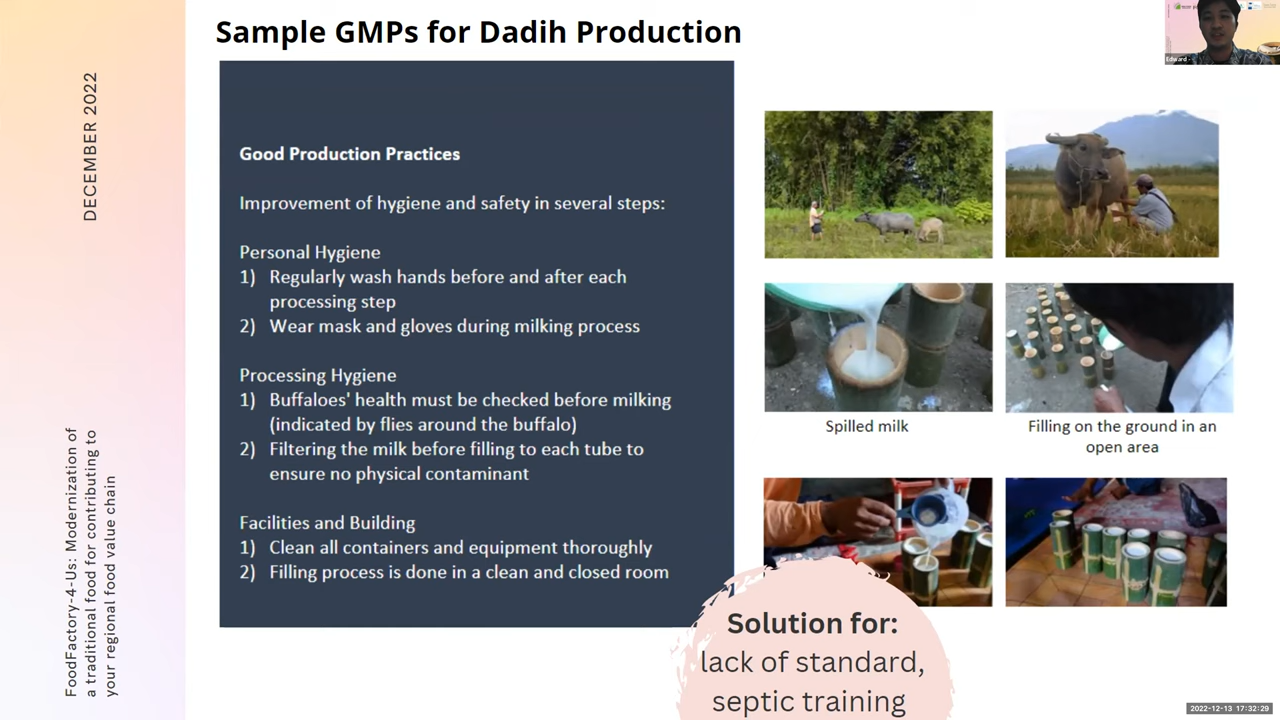 Sample GMPs for Dadih Production
DECEMBER 2022
FoodFactory-4-Us: Modernization of
a traditional food for contributing to
your regional food value chain
Good Production Practices
Improvement of hygiene and safety in several steps:
Personal Hygiene
1) Regularly wash hands before and after each
processing step
2) Wear mask and gloves during milking process
Processing Hygiene
1) Buffaloes' health must be checked before milking
(indicated by flies around the buffalo)
2) Filtering the milk before filling to each tube to
ensure no physical contaminant
Facilities and Building
1) Clean all containers and equipment thoroughly
2) Filling process is done in a clean and closed room
Spilled milk
Filling on the ground in an
open area
Solution for:
lack of standard,
septic training
Edward
2022-12-13 17:32:29